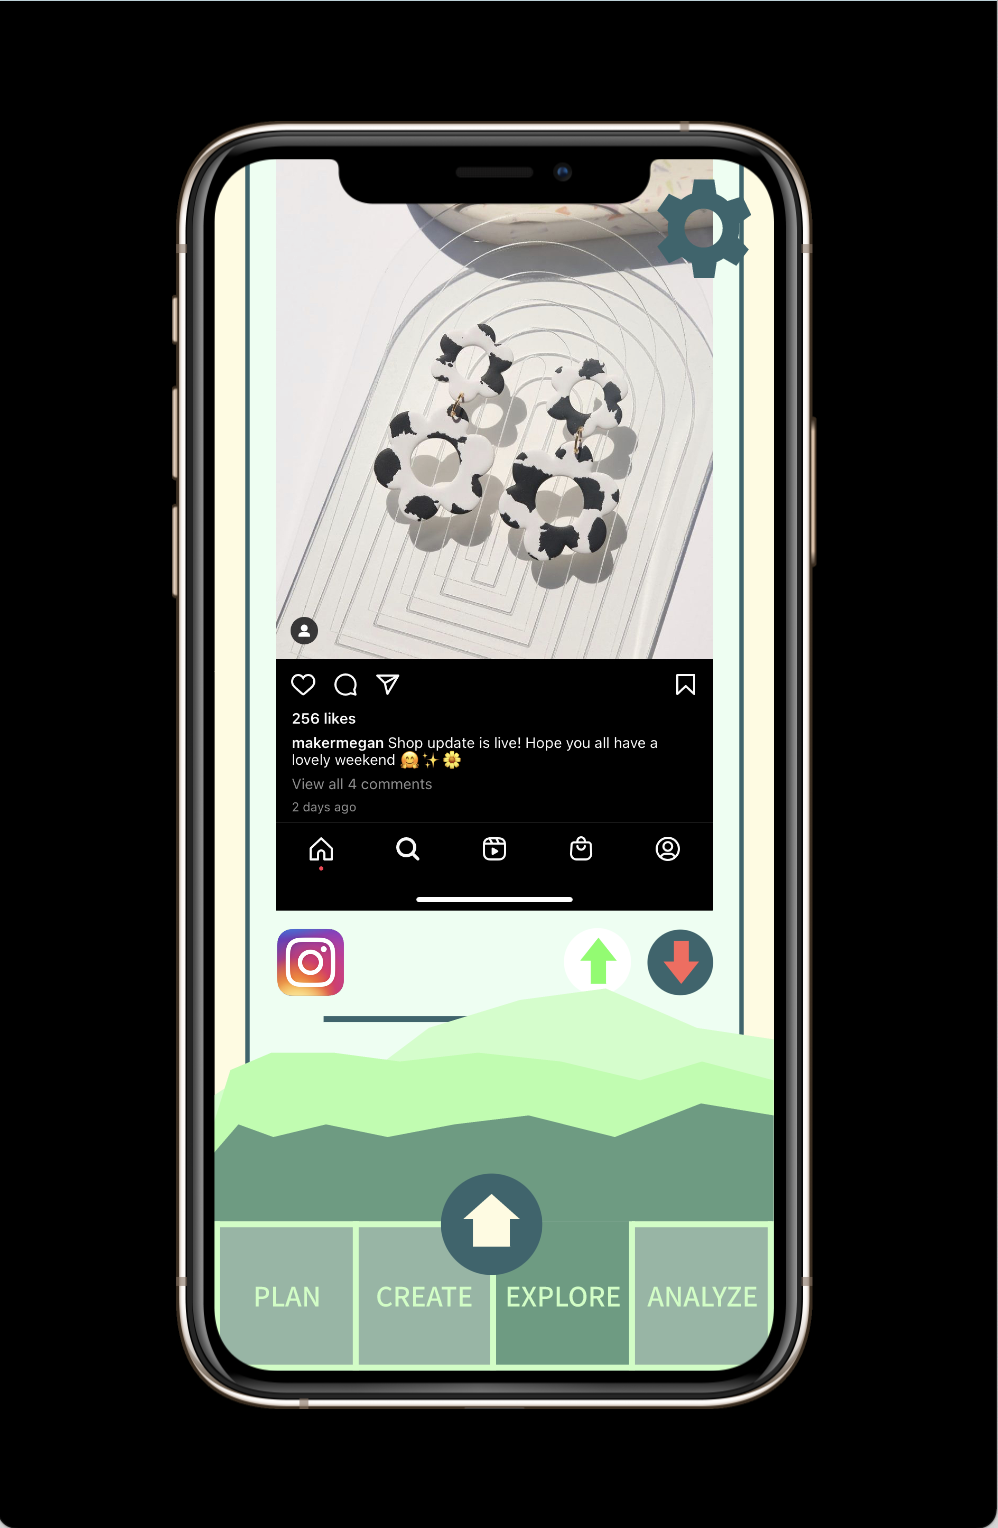 256 likes
makermegan Shop update is live! Hope you all have a
lovely weekend 🤗✨🌼
View all 4 comments
2 days ago
PLAN
CREATE
EXPLORE
ANALYZE